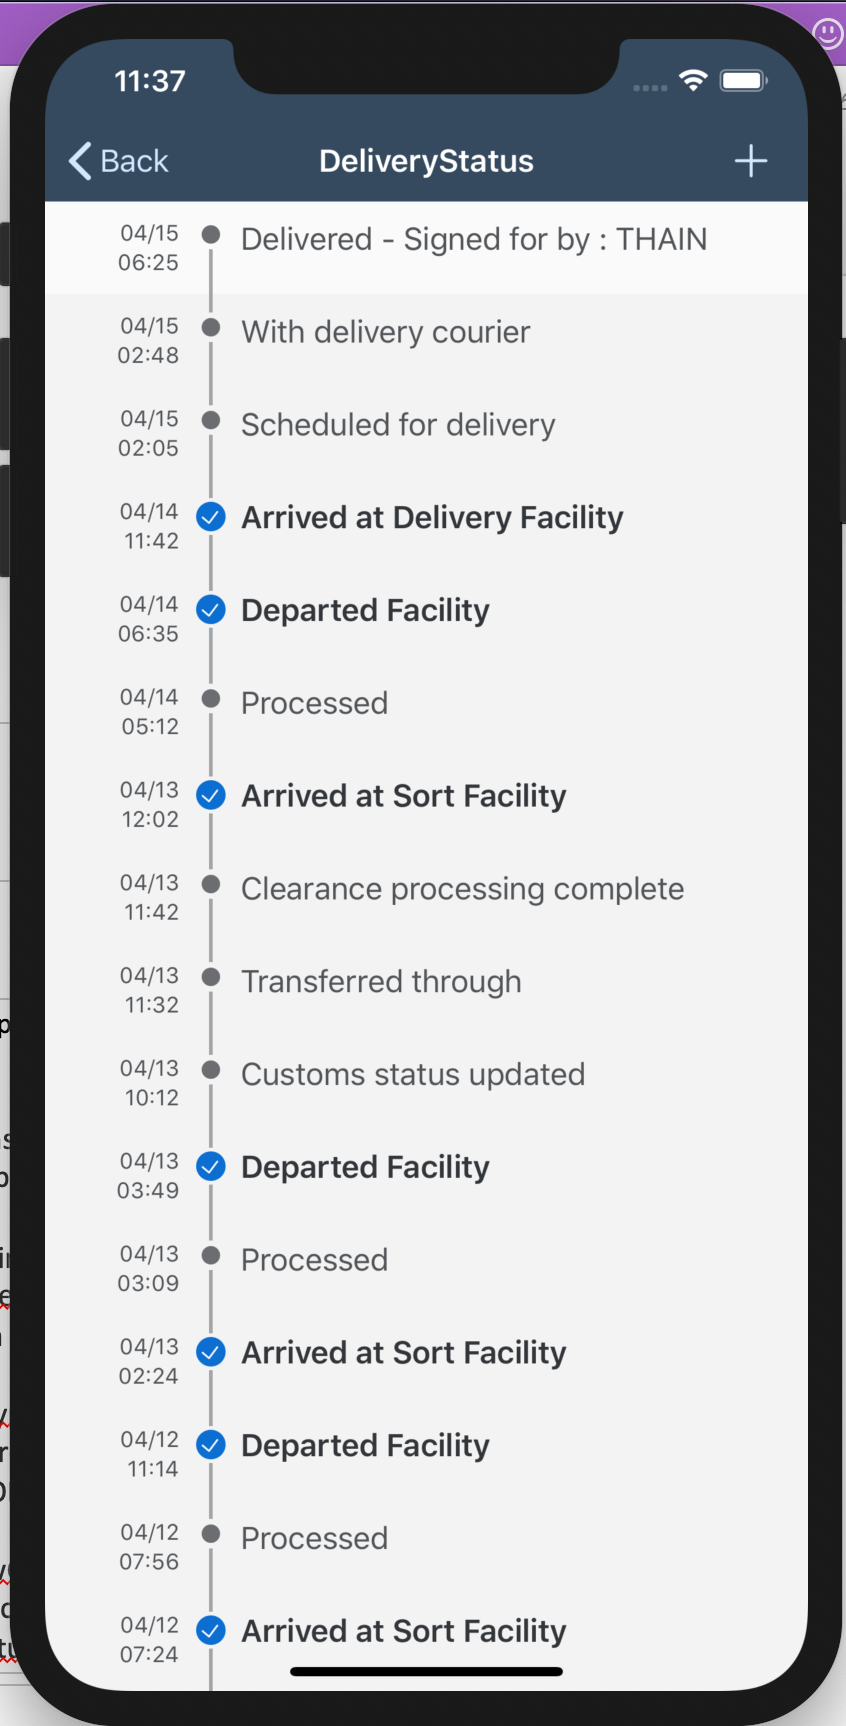 11:37
Back
DeliveryStatus
04/15
06:25
Delivered - Signed for by : THAIN
04/15
02:48
With delivery courier
04/15
02:05
Scheduled for delivery
04/14
11:42
Arrived at Delivery Facility
04/14
06:35
Departed Facility
04/14
05:12
Processed
04/13
12:02
Arrived at Sort Facility
04/13
11:42
Clearance processing complete
04/13
11:32
Transferred through
04/13
10:12
Customs status updated
04/13
03:49
Departed Facility
04/13
03:09
Processed
04/13
02:24
Arrived at Sort Facility
04/12
11:14
Departed Facility
04/12
07:56
Processed
04/12
07:24
Arrived at Sort Facility